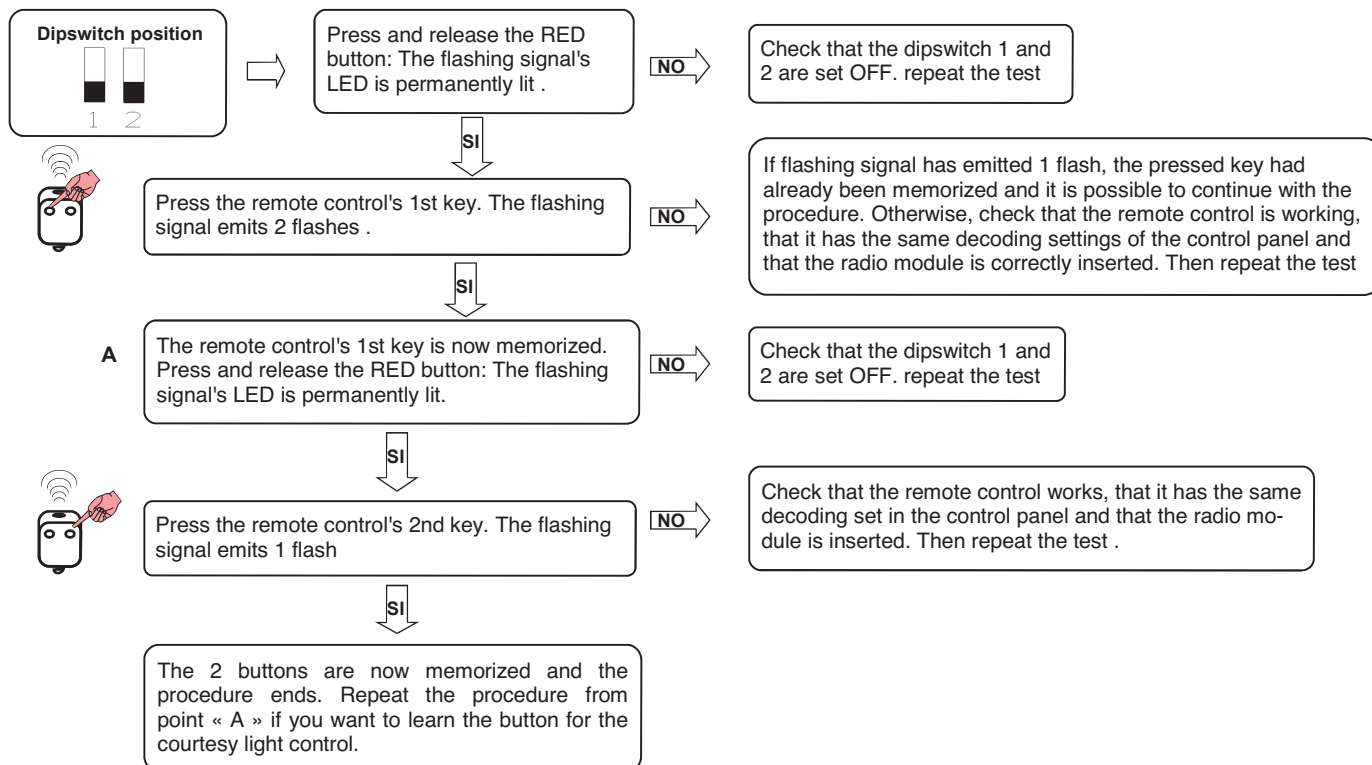 Dipswitch position
1 2
Press and release the RED
button: The flashing signal's
LED is permanently lit .
NO
Check that the dipswitch 1 and
2 are set OFF. repeat the test
SI
Press the remote control's 1st key. The flashing
signal emits 2 flashes .
NO
If flashing signal has emitted 1 flash, the pressed key had
already been memorized and it is possible to continue with the
procedure. Otherwise, check that the remote control is working,
that it has the same decoding settings of the control panel and
that the radio module is correctly inserted. Then repeat the test
SI
A
The remote control's 1st key is now memorized.
Press and release the RED button: The flashing
signal's LED is permanently lit.
NO
Check that the dipswitch 1 and
2 are set OFF. repeat the test
SI
Press the remote control's 2nd key. The flashing
signal emits 1 flash
NO
Check that the remote control works, that it has the same
decoding set in the control panel and that the radio mo-
dule is inserted. Then repeat the test .
SI
The 2 buttons are now memorized and the
procedure ends. Repeat the procedure from
point « A » if you want to learn the button for the
courtesy light control.